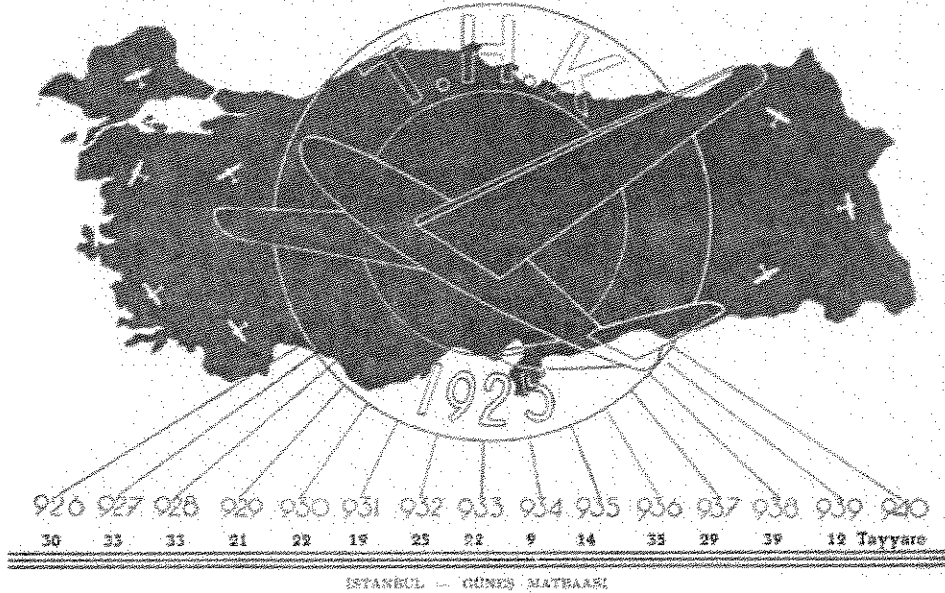 T.H.K
1925
926 927 928 929 930 931 932 933 934 935 936 937 938 939 940
30 33 33 21 22 19 25 22 9 14 35 29 39 12 Tayyare
İSTANBUL — GÜNEŞ MATBAASI